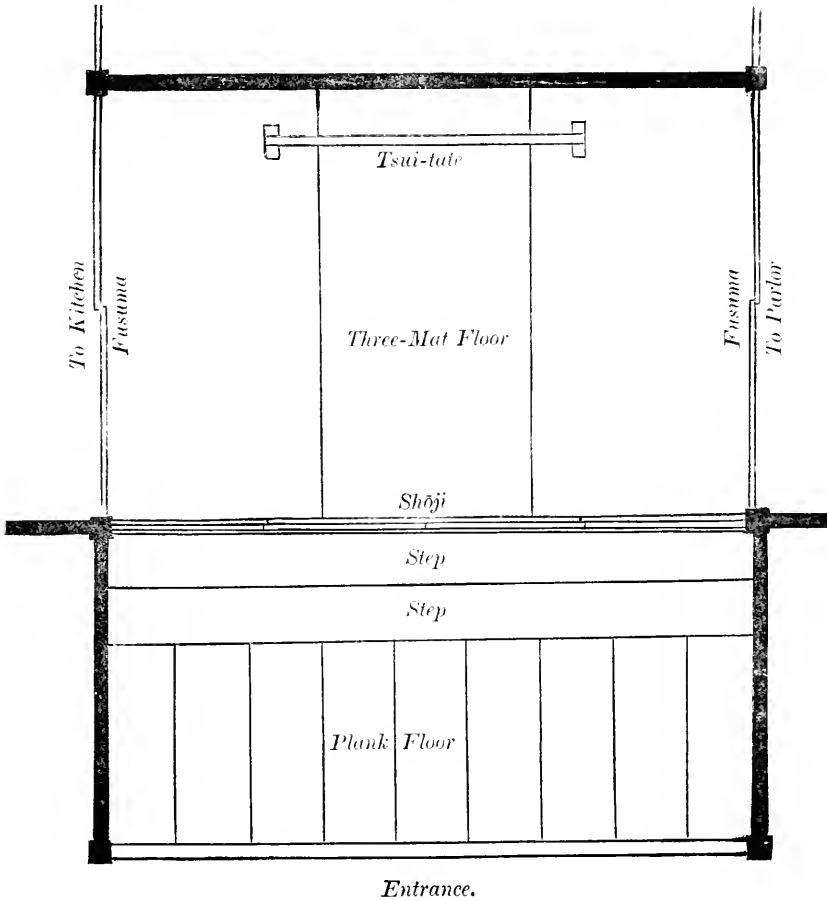 Tsui-tate
To Kitchen
Fusuma
Three-Mat Floor
Fusuma
To Parlor
Shōji
Step
Step
Plank Floor
Entrance.